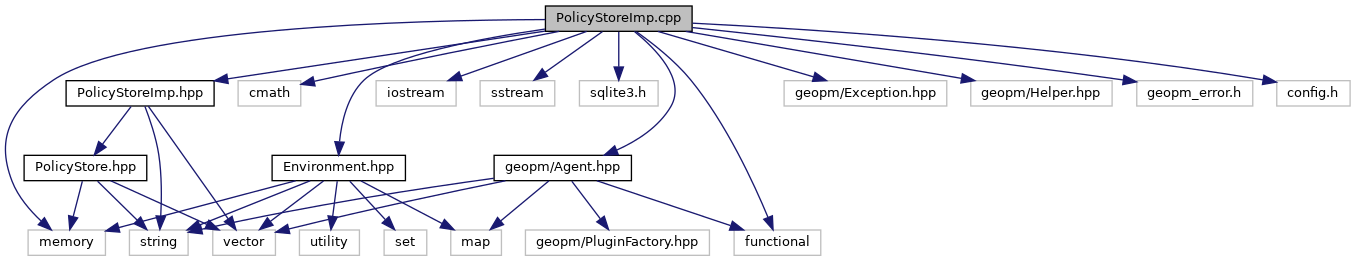 PolicyStoreImp.cpp
PolicyStoreImp.hpp
cmath
iostream
sstream
sqlite3.h
geopm/Exception.hpp
geopm/Helper.hpp
geopm_error.h
config.h
PolicyStore.hpp
Environment.hpp
geopm/Agent.hpp
memory
string
vector
utility
set
map
geopm/PluginFactory.hpp
functional